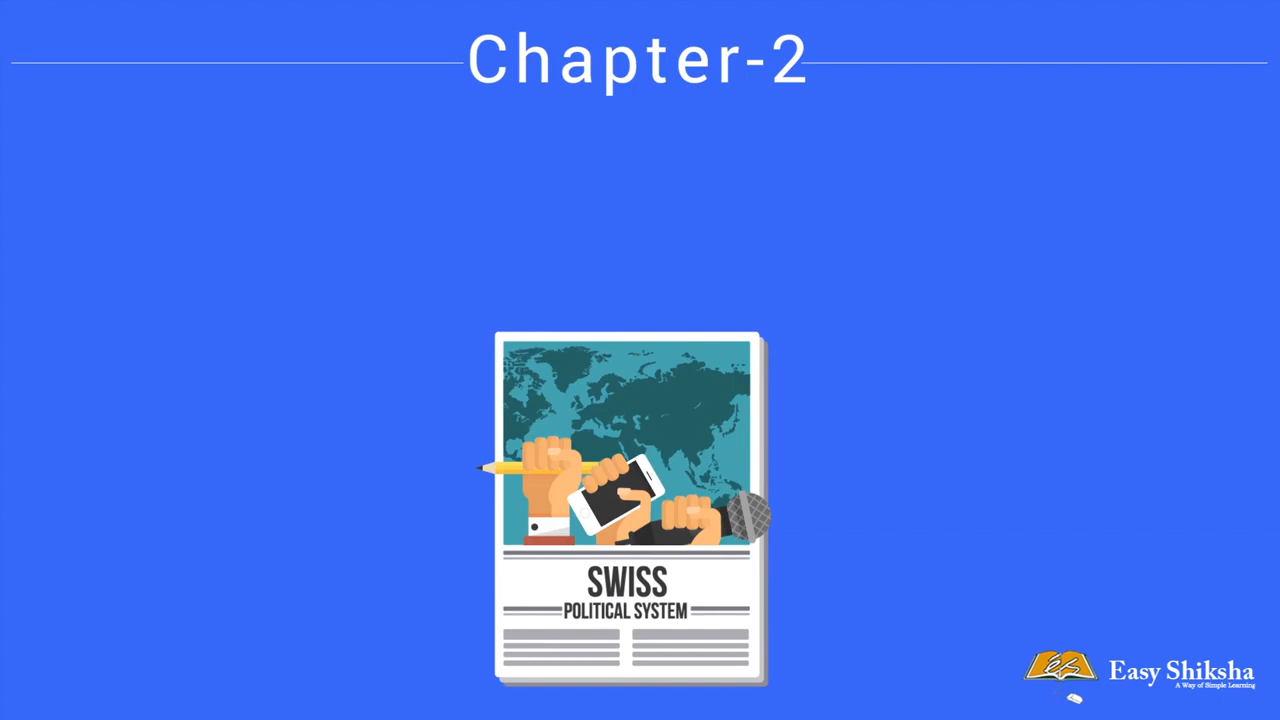 Chapter-2
SWISS
POLITICAL SYSTEM
Easy Shiksha
A Way of Simple Learning